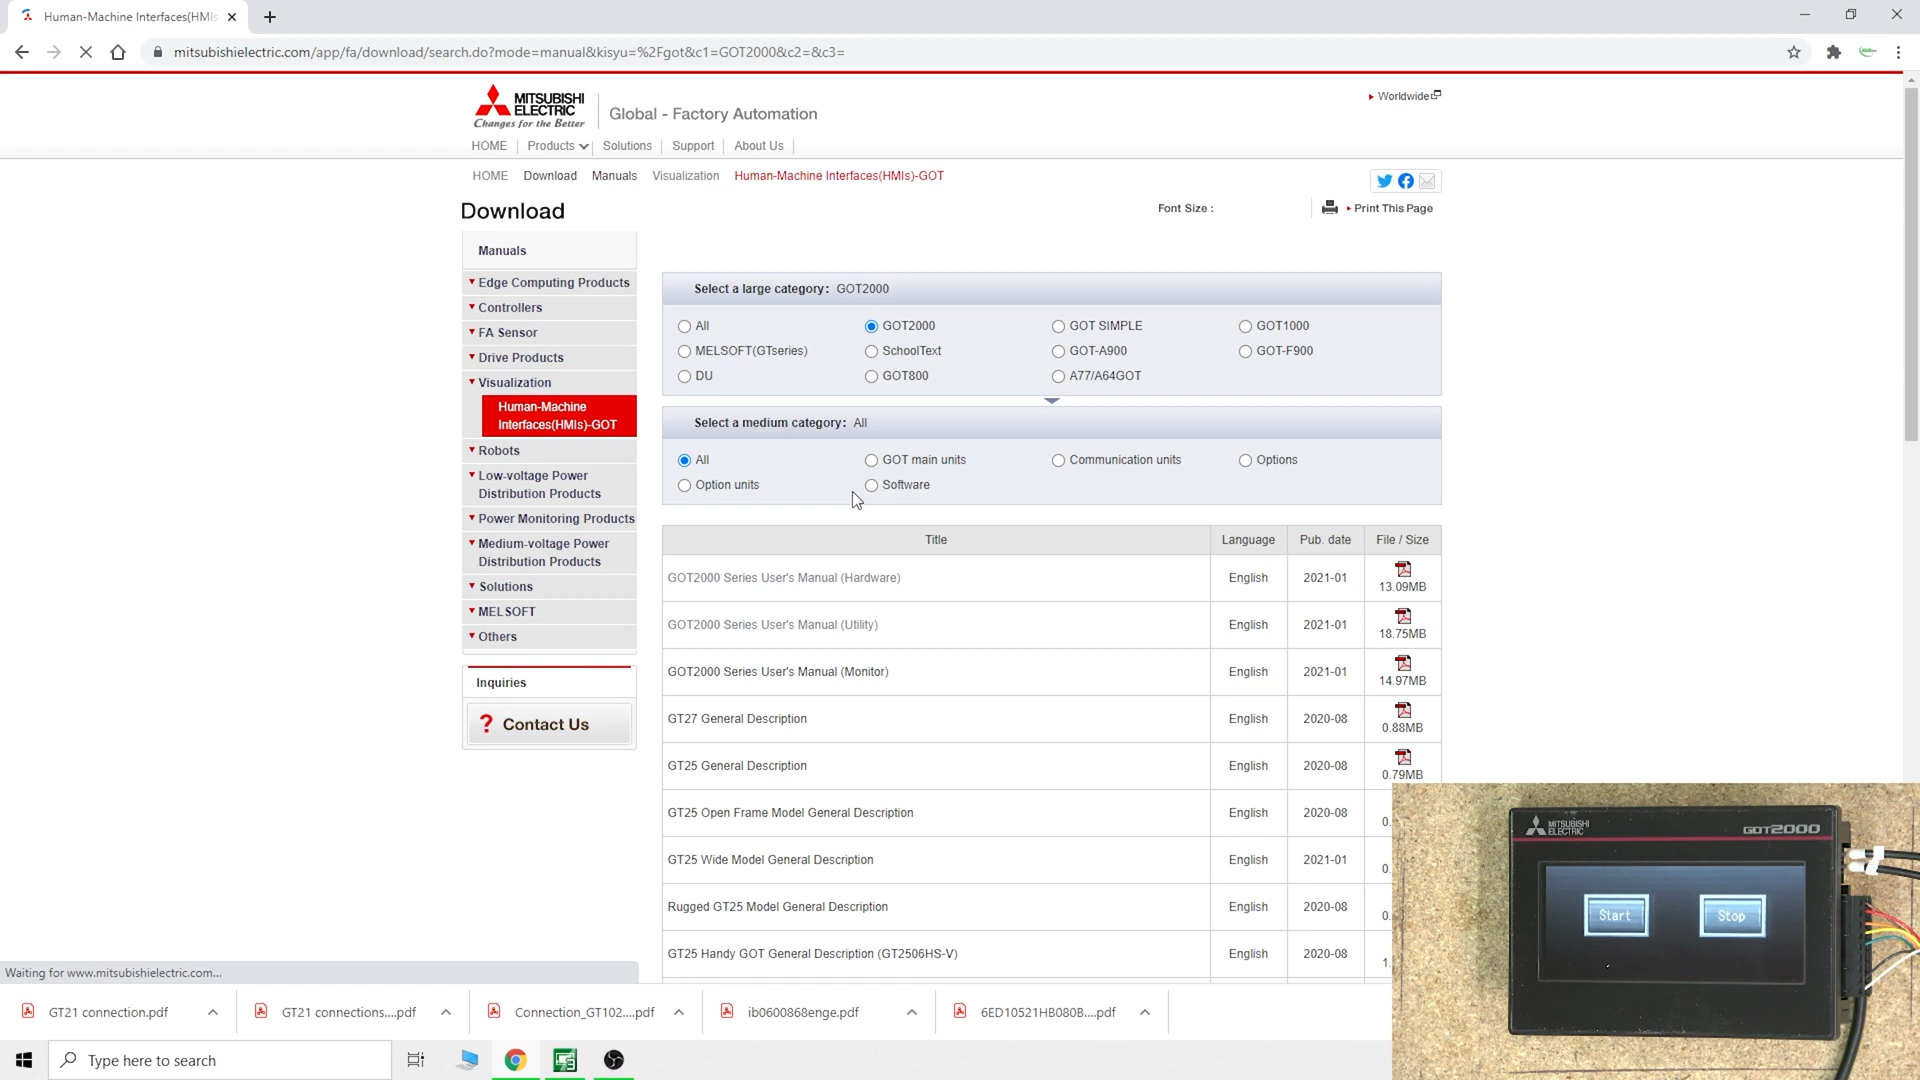 Human-Machine Interfaces(HMIs
mitsubishielectric.com/app/fa/download/search.do?mode=manual&kisyu=%2Fgot&c1=GOT2000&c2=&c3=
MITSUBISHI
ELECTRIC
Changes for the Better
Global - Factory Automation
Worldwide
HOME
Products
Solutions
Support
About Us
HOME
Download
Manuals
Visualization
Human-Machine Interfaces(HMIs)-GOT
Download
Font Size :
Print This Page
Manuals
Edge Computing Products
Controllers
FA Sensor
Drive Products
Visualization
Human-Machine
Interfaces(HMIs)-GOT
Robots
Low-voltage Power
Distribution Products
Power Monitoring Products
Medium-voltage Power
Distribution Products
Solutions
MELSOFT
Others
Inquiries
? Contact Us
Select a large category: GOT2000
All
GOT2000
GOT SIMPLE
GOT1000
MELSOFT(GTseries)
SchoolText
GOT-A900
GOT-F900
DU
GOT800
A77/A64GOT
Select a medium category: All
All
GOT main units
Communication units
Options
Option units
Software
Title Language Pub. date File / Size
GOT2000 Series User's Manual (Hardware) English 2021-01 13.09MB
GOT2000 Series User's Manual (Utility) English 2021-01 18.75MB
GOT2000 Series User's Manual (Monitor) English 2021-01 14.97MB
GT27 General Description English 2020-08 0.88MB
GT25 General Description English 2020-08 0.79MB
GT25 Open Frame Model General Description English 2020-08 0.
GT25 Wide Model General Description English 2021-01 0.
Rugged GT25 Model General Description English 2020-08 0.
GT25 Handy GOT General Description (GT2506HS-V) English 2020-08 1.
MITSUBISHI
ELECTRIC
GOT2000
Start
Stop
Waiting for www.mitsubishielectric.com...
GT21 connection.pdf
GT21 connections....pdf
Connection_GT102....pdf
ib0600868enge.pdf
6ED10521HB080B....pdf
Type here to search